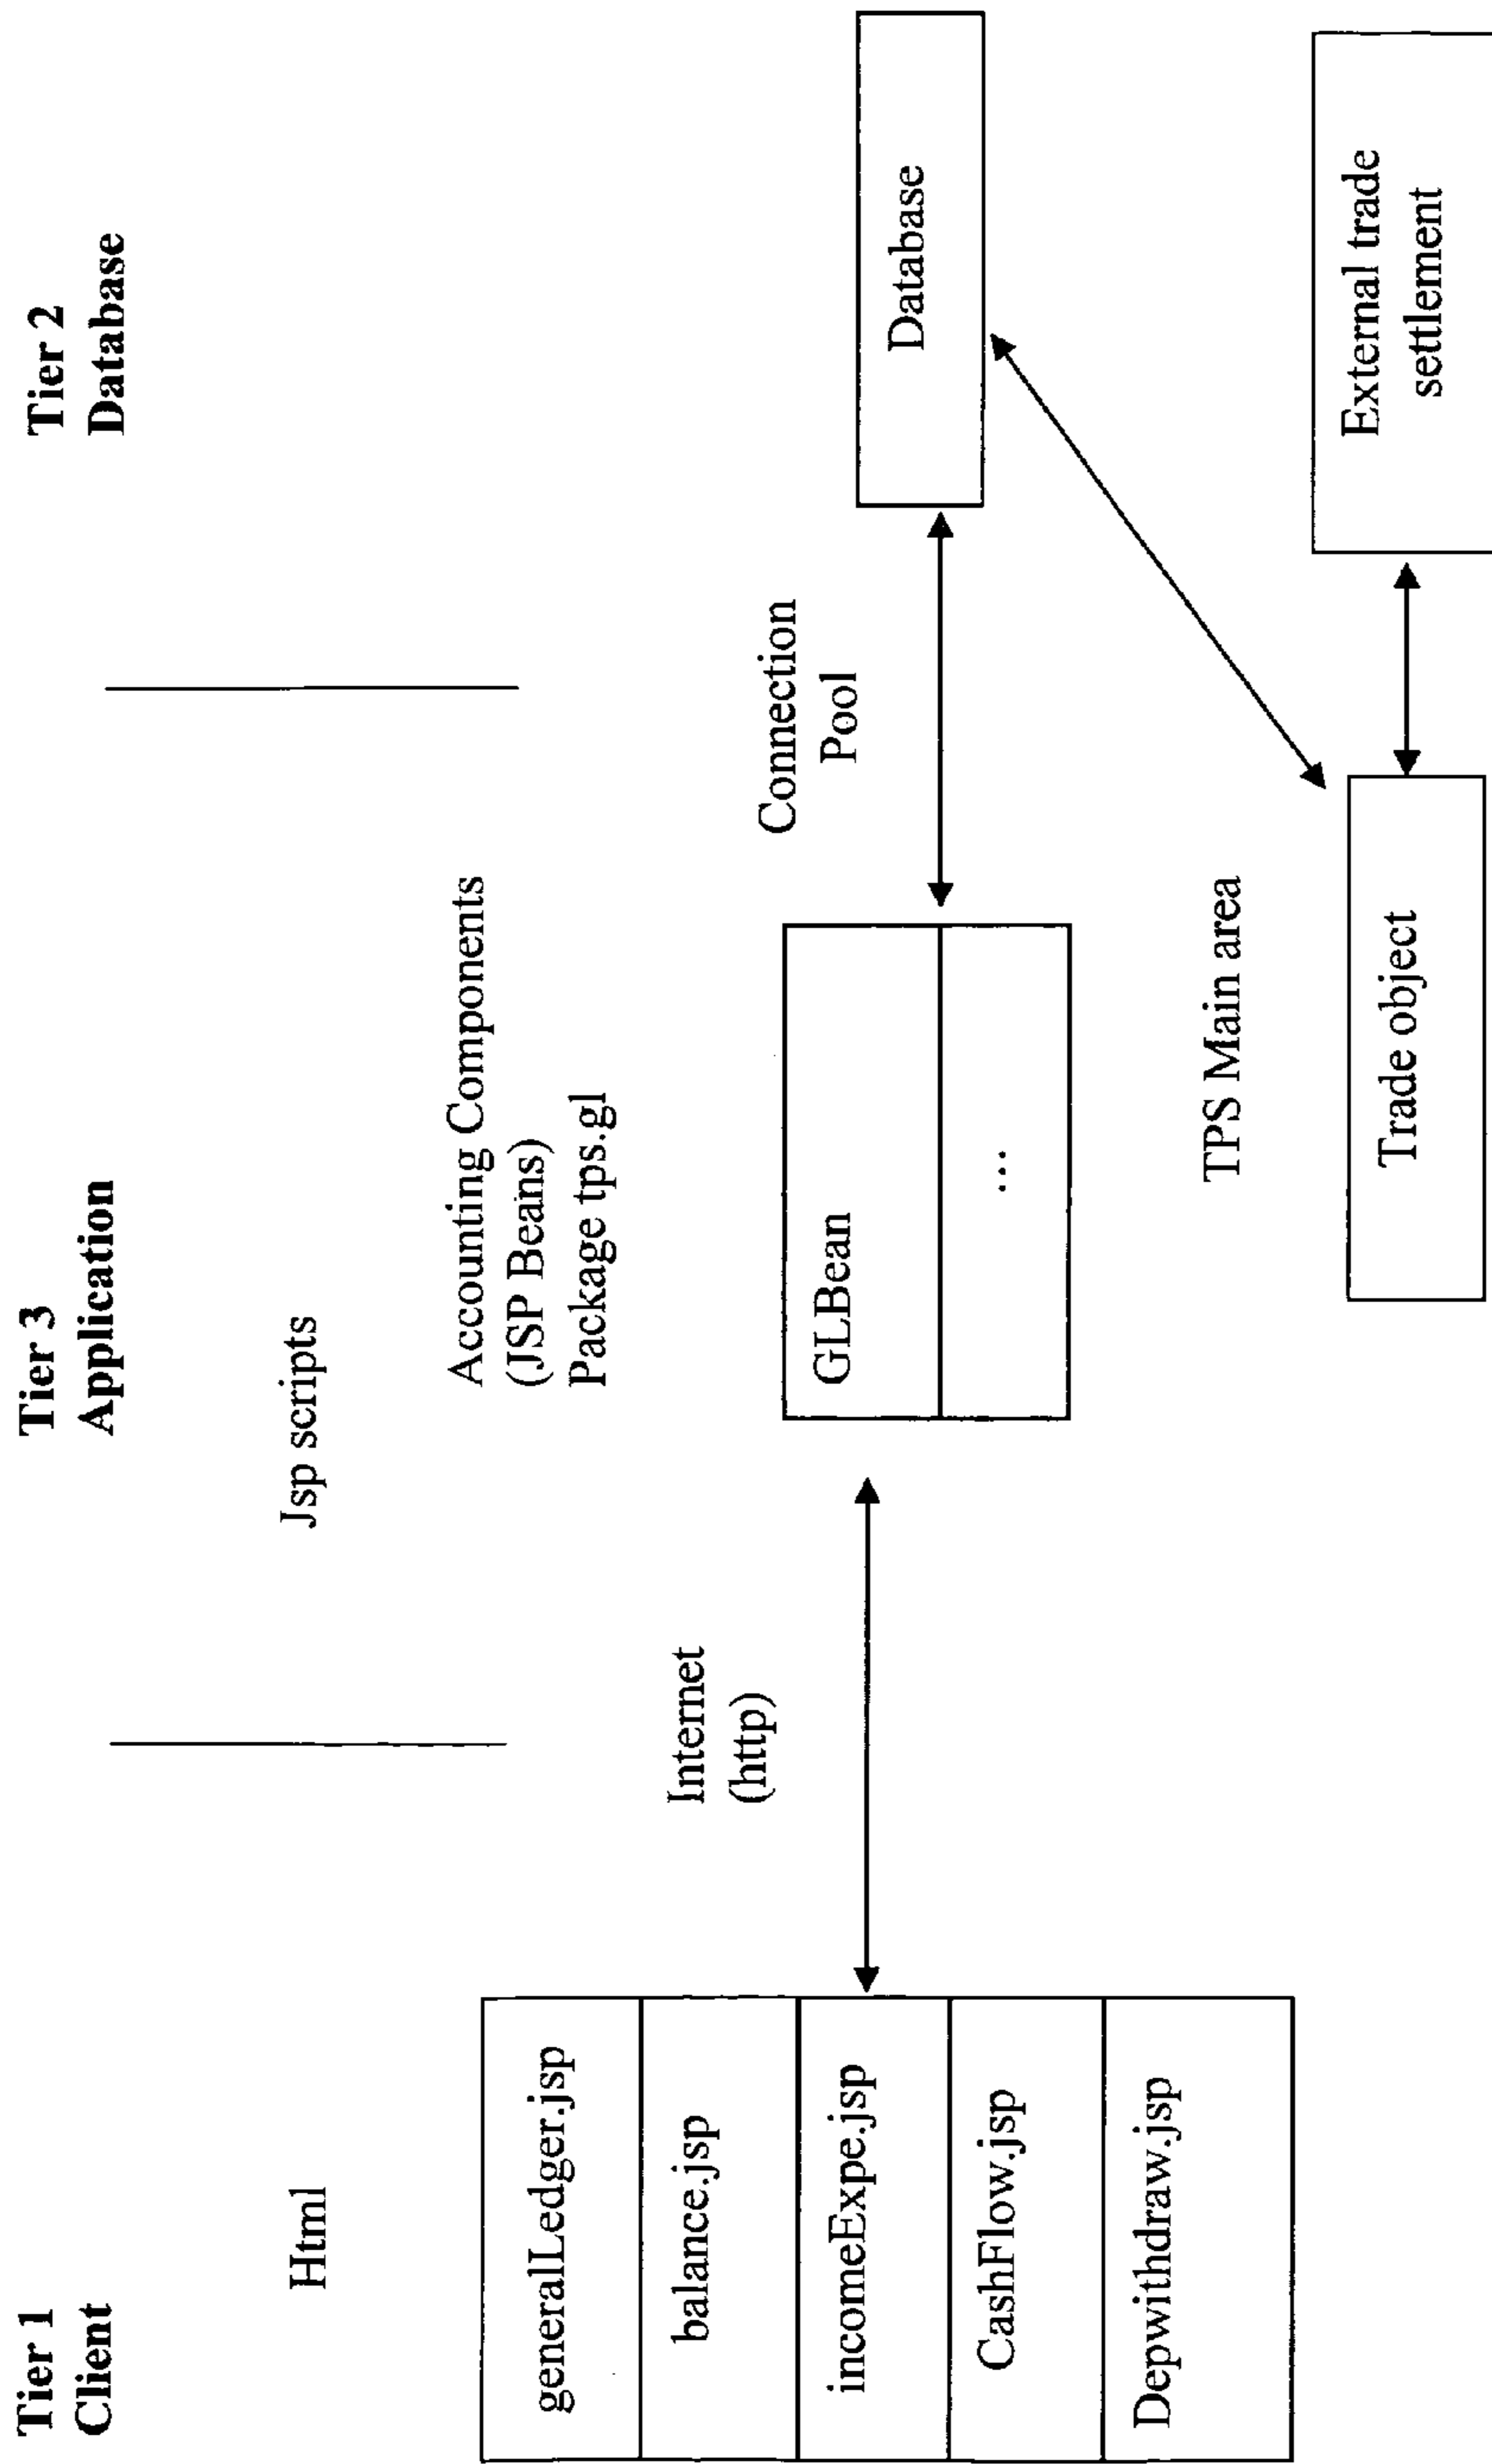 Tier 1
Client
Tier 3
Application
Tier 2
Database
Html
Jsp scripts
Accounting Components
(JSP Beans)
Package tps.gl
generalLedger.jsp
balance.jsp
incomeExpe.jsp
CashFlow.jsp
Depwithdraw.jsp
Internet
(http)
GLBean
...
Connection
Pool
Database
TPS Main area
Trade object
External trade
settlement